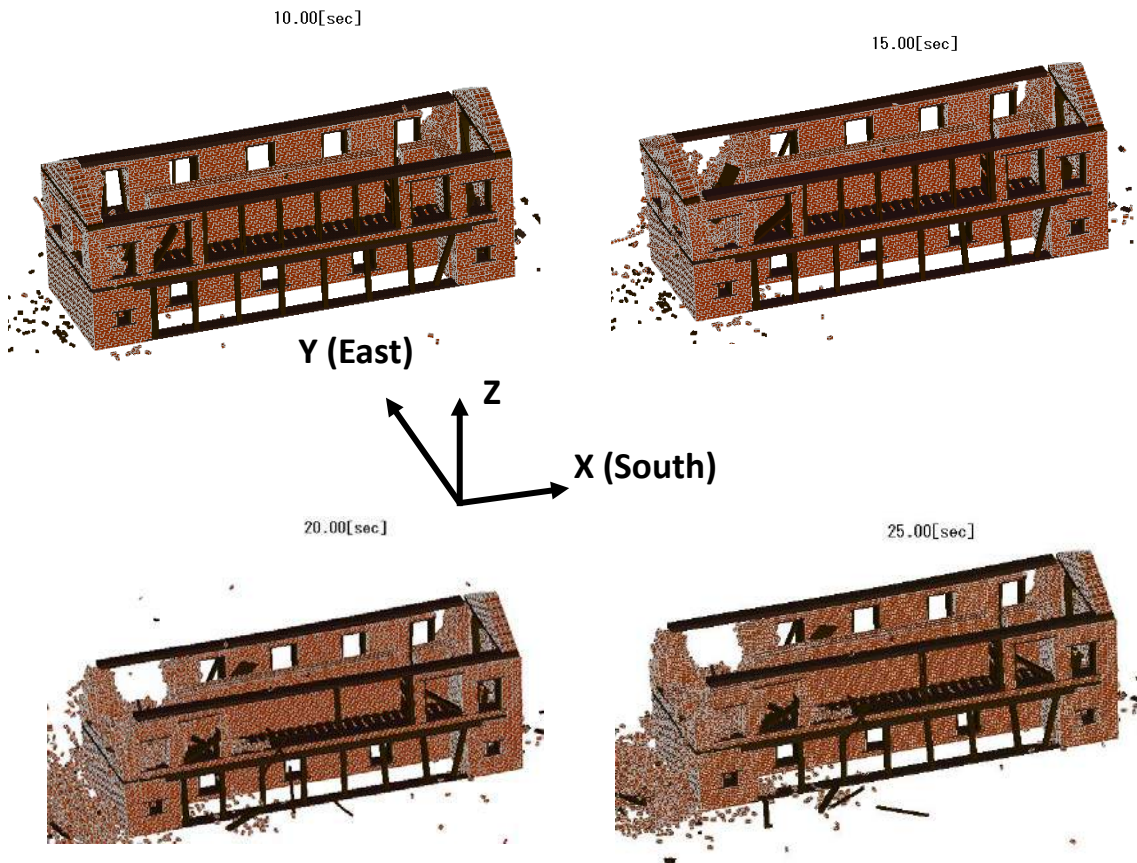 10.00[sec]
15.00[sec]
Y (East)
Z
X (South)
20.00[sec]
25.00[sec]